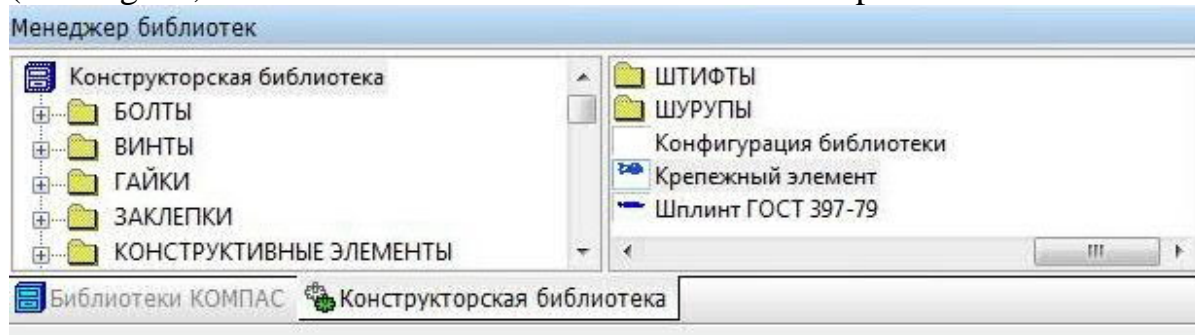 Менеджер библиотек
Конструкторская библиотека
БОЛТЫ
ВИНТЫ
ГАЙКИ
ЗАКЛЕПКИ
КОНСТРУКТИВНЫЕ ЭЛЕМЕНТЫ
ШТИФТЫ
ШУРУПЫ
Конфигурация библиотеки
Крепежный элемент
Шплинт ГОСТ 397-79
Библиотеки КОМПАС
Конструкторская библиотека